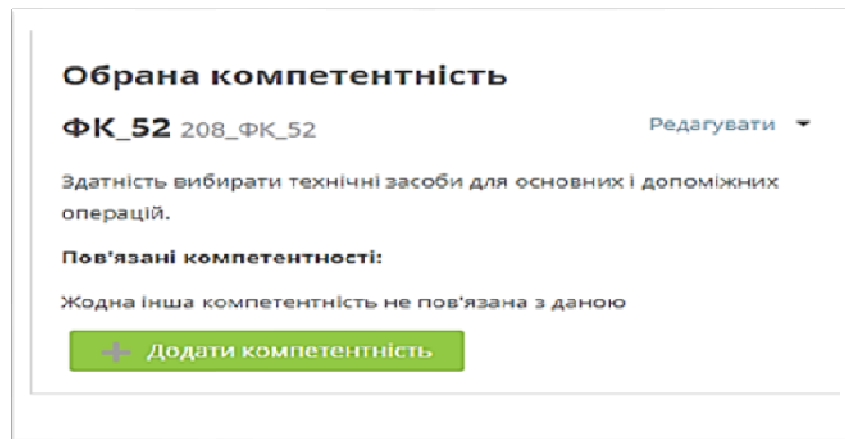 Обрана компетентність
ФК_52 208_ФК_52 Редагувати
Здатність вибирати технічні засоби для основних і допоміжних
операцій.
Пов'язані компетентності:
Жодна інша компетентність не пов'язана з даною
Додати компетентність